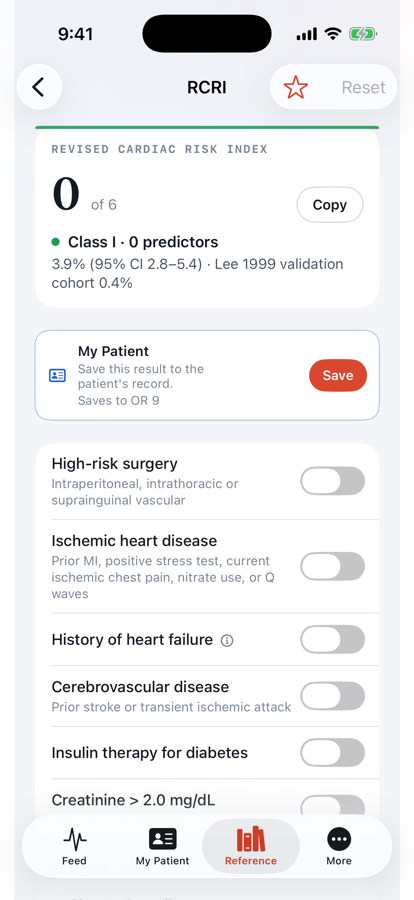 9:41
RCRI
Reset
REVISED CARDIAC RISK INDEX
0 of 6
Copy
Class I · 0 predictors
3.9% (95% CI 2.8–5.4) · Lee 1999 validation
cohort 0.4%
My Patient
Save this result to the
patient's record.
Saves to OR 9
Save
High-risk surgery
Intraperitoneal, intrathoracic or
suprainguinal vascular
Ischemic heart disease
Prior MI, positive stress test, current
ischemic chest pain, nitrate use, or Q
waves
History of heart failure
Cerebrovascular disease
Prior stroke or transient ischemic attack
Insulin therapy for diabetes
Creatinine > 2.0 mg/dL
Feed
My Patient
Reference
More